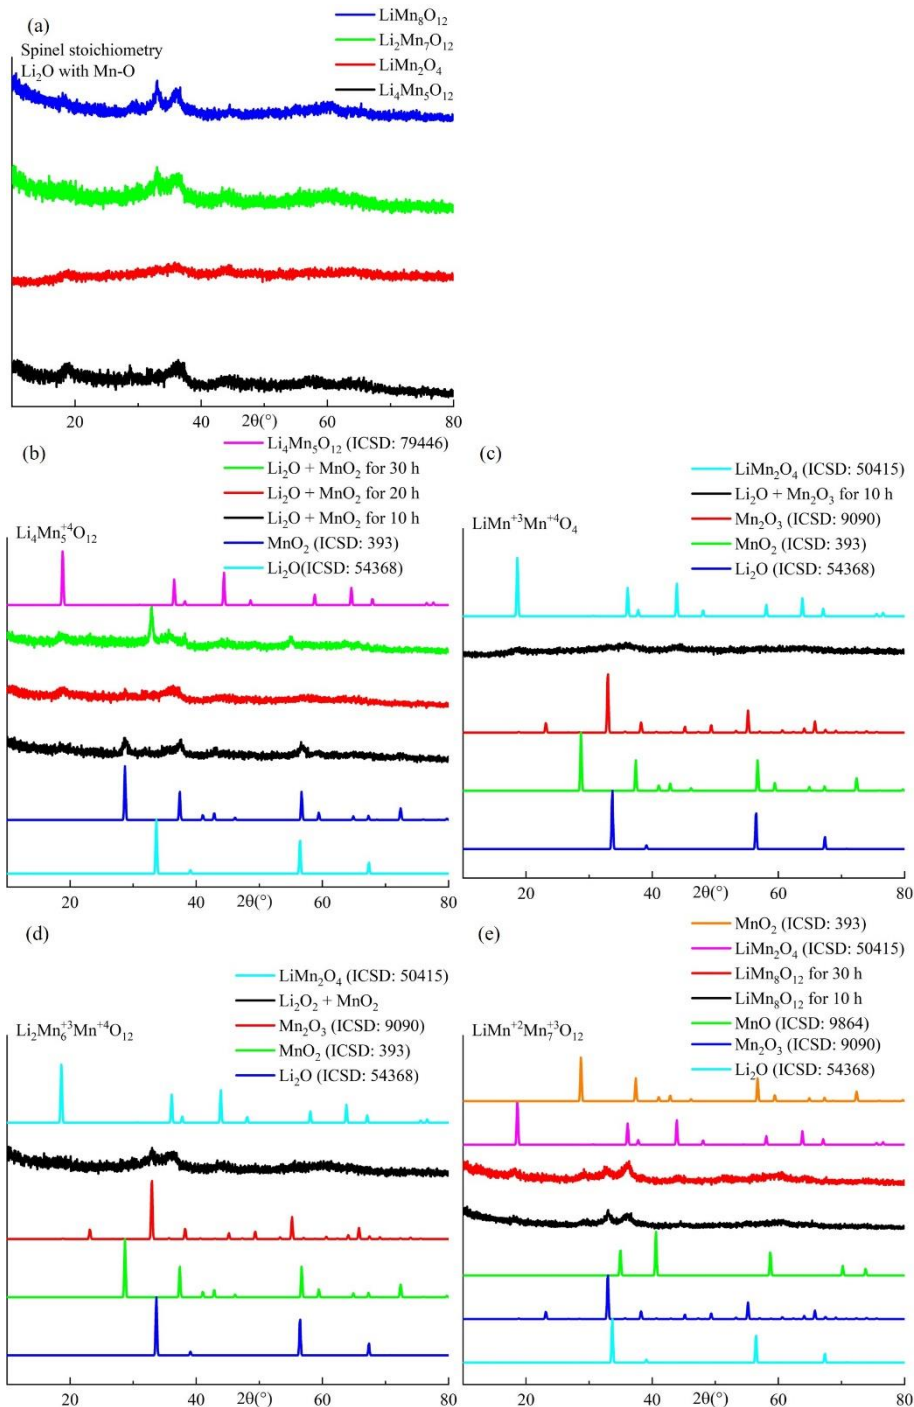 (a)
Spinel stoichiometry
Li₂O with Mn-O
LiMn₈O₁₂
Li₂Mn₇O₁₂
LiMn₂O₄
Li₄Mn₅O₁₂
20 40 2θ(°) 60 80
(b)
Li₄Mn₅⁺⁴O₁₂
Li₄Mn₅O₁₂ (ICSD: 79446)
Li₂O + MnO₂ for 30 h
Li₂O + MnO₂ for 20 h
Li₂O + MnO₂ for 10 h
MnO₂ (ICSD: 393)
Li₂O(ICSD: 54368)
20 40 2θ(°) 60 80
(c)
LiMn⁺³Mn⁺⁴O₄
LiMn₂O₄ (ICSD: 50415)
Li₂O + Mn₂O₃ for 10 h
Mn₂O₃ (ICSD: 9090)
MnO₂ (ICSD: 393)
Li₂O (ICSD: 54368)
20 40 2θ(°) 60 80
(d)
Li₂Mn₆⁺³Mn⁺⁴O₁₂
LiMn₂O₄ (ICSD: 50415)
Li₂O₂ + MnO₂
Mn₂O₃ (ICSD: 9090)
MnO₂ (ICSD: 393)
Li₂O (ICSD: 54368)
20 40 2θ(°) 60 80
(e)
LiMn⁺²Mn₇⁺³O₁₂
MnO₂ (ICSD: 393)
LiMn₂O₄ (ICSD: 50415)
LiMn₈O₁₂ for 30 h
LiMn₈O₁₂ for 10 h
MnO (ICSD: 9864)
Mn₂O₃ (ICSD: 9090)
Li₂O (ICSD: 54368)
20 40 2θ(°) 60 80